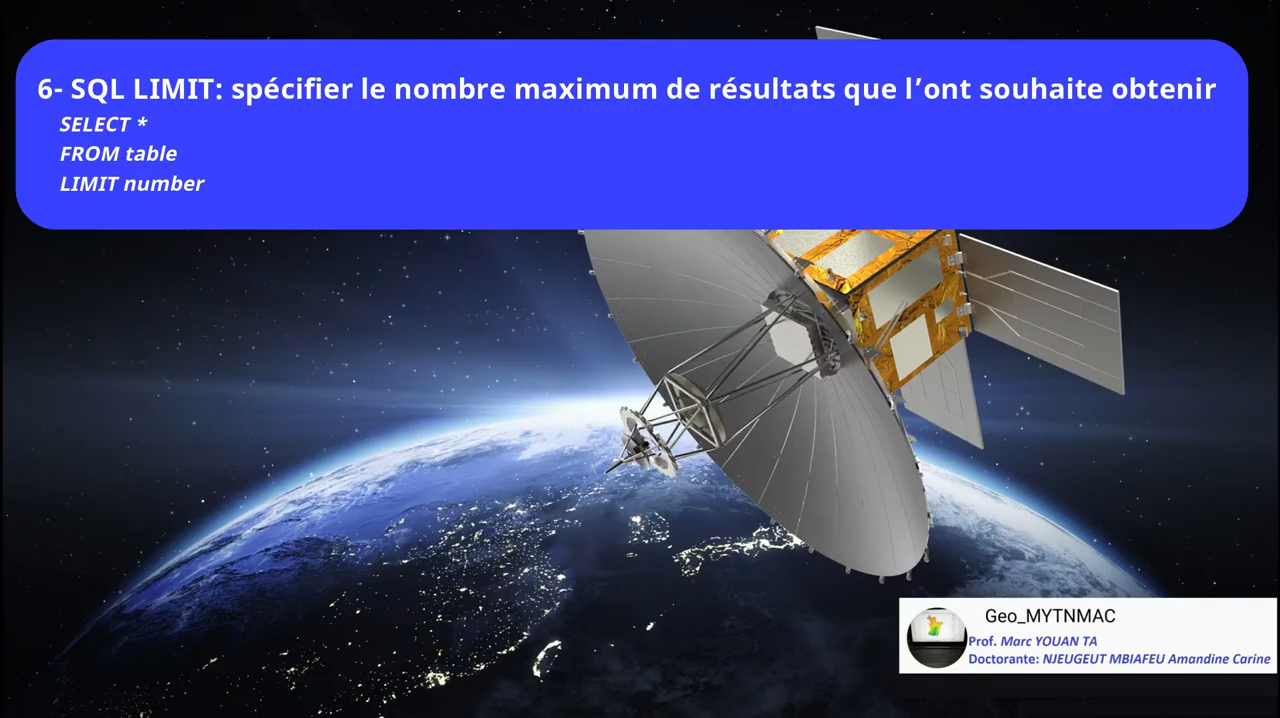 6- SQL LIMIT: spécifier le nombre maximum de résultats que l’ont souhaite obtenir
SELECT *
FROM table
LIMIT number
Geo_MYTNMAC
Prof. Marc YOUAN TA
Doctorante: NJEUGEUT MBIAFEU Amandine Carine